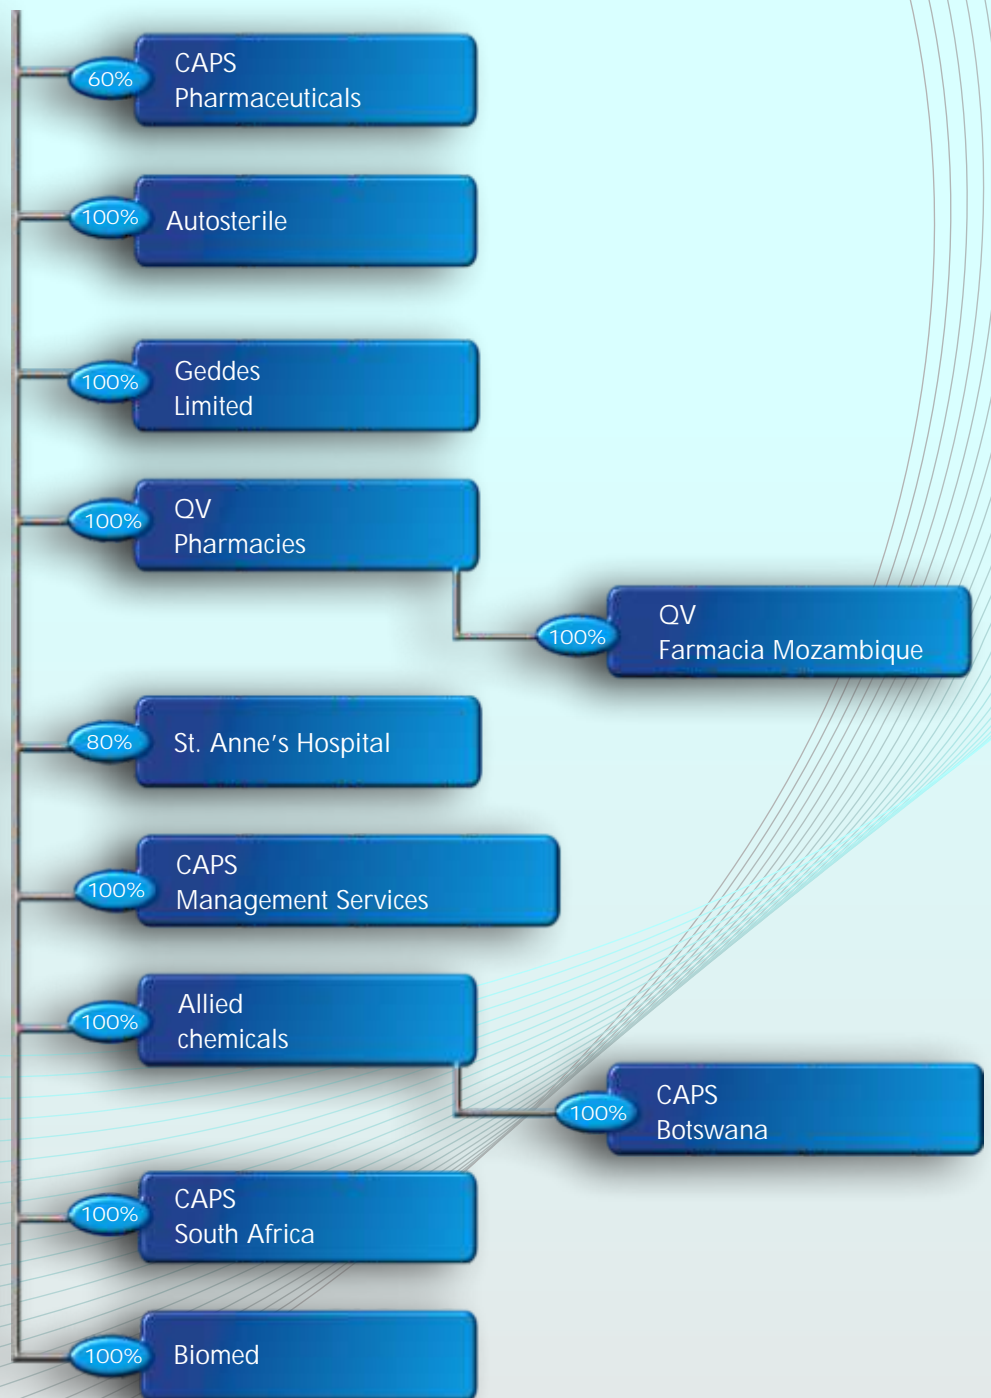 60%
CAPS
Pharmaceuticals
100%
Autosterile
100%
Geddes
Limited
100%
QV
Pharmacies
100%
QV
Farmacia Mozambique
80%
St. Anne’s Hospital
100%
CAPS
Management Services
100%
Allied
chemicals
100%
CAPS
Botswana
100%
CAPS
South Africa
100%
Biomed